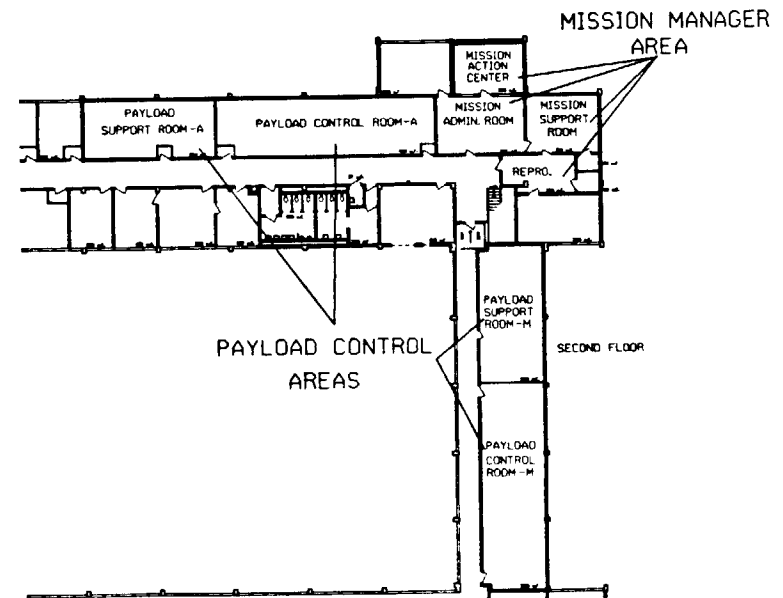 MISSION MANAGER
AREA
MISSION
ACTION
CENTER
PAYLOAD
SUPPORT ROOM-A
PAYLOAD CONTROL ROOM-A
MISSION
ADMIN. ROOM
MISSION
SUPPORT
ROOM
REPRO.
PAYLOAD
SUPPORT
ROOM-M
PAYLOAD CONTROL
AREAS
SECOND FLOOR
PAYLOAD
CONTROL
ROOM-M